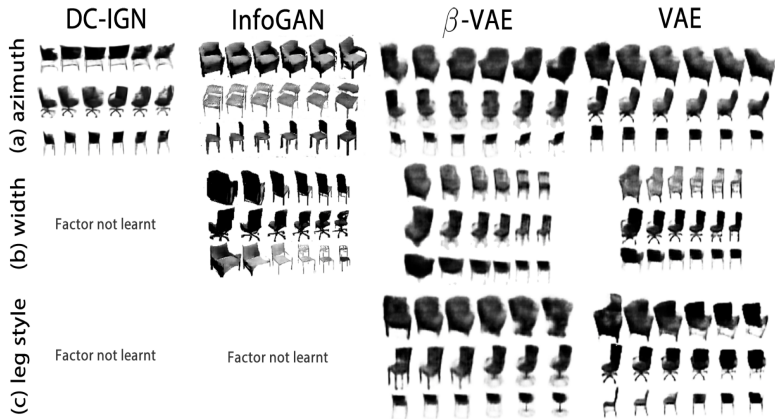 DC-IGN InfoGAN β-VAE VAE
(a) azimuth
(b) width
Factor not learnt
(c) leg style
Factor not learnt Factor not learnt